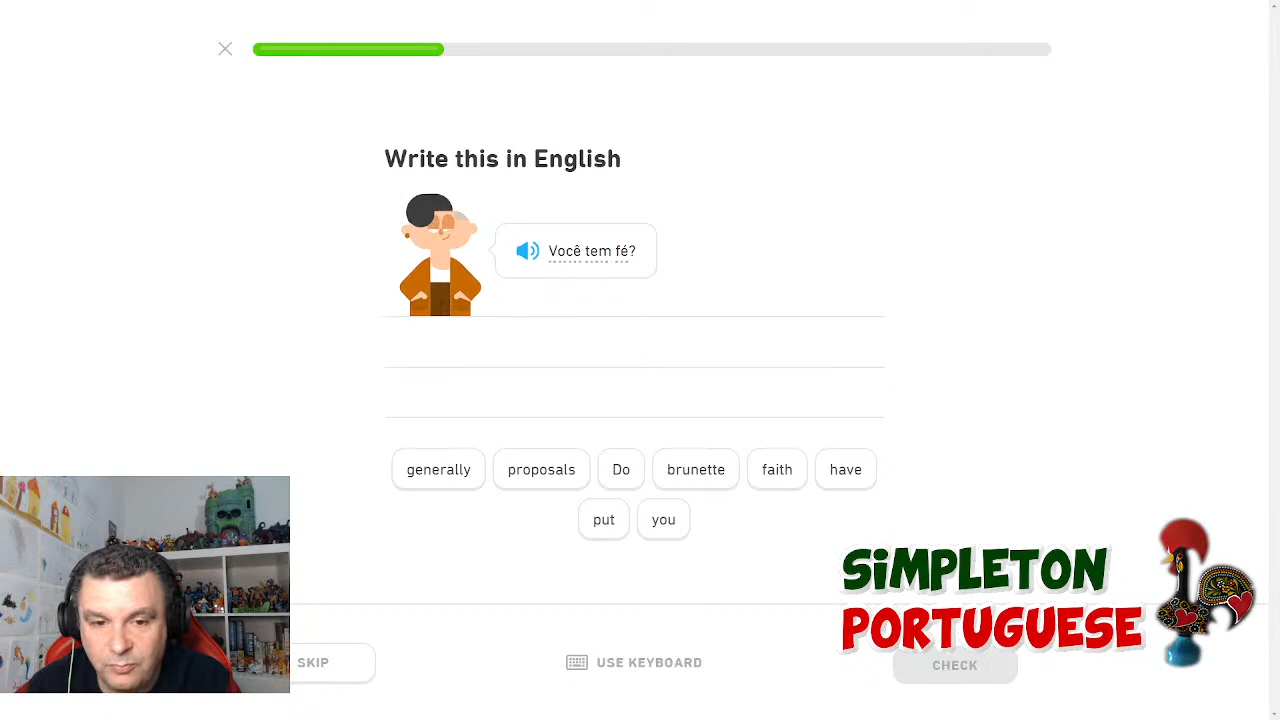 Write this in English
Você tem fé?
generally proposals Do brunette faith have
put you
SiMPLETON
PORTUGUESE
SKIP USE KEYBOARD CHECK